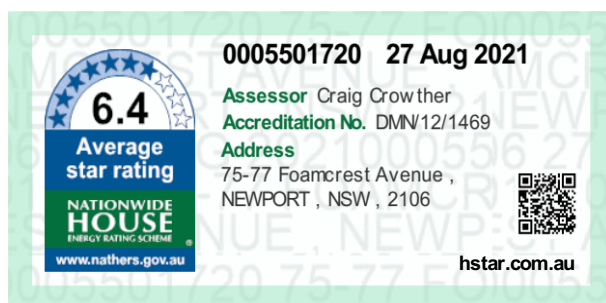 0005501720 27 Aug 2021
6.4
Average
star rating
NATIONWIDE
HOUSE
ENERGY RATING SCHEME
®
www.nathers.gov.au
Assessor Craig Crowther
Accreditation No. DMN/12/1469
Address
75-77 Foamcrest Avenue ,
NEWPORT , NSW , 2106
hstar.com.au